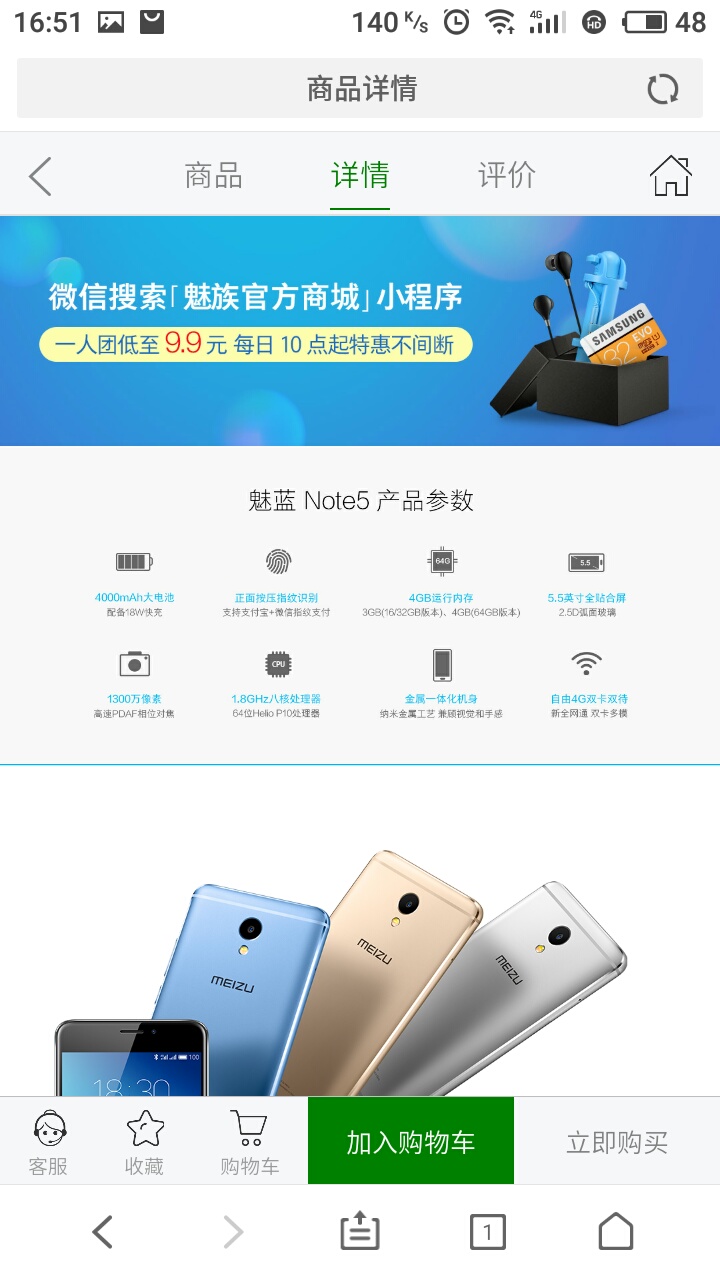 16:51 140 K/s 4G HD 48
商品详情
商品 详情 评价
微信搜索「魅族官方商城」小程序
一人团低至 9.9 元 每日 10 点起特惠不间断
SAMSUNG
EVO
32
魅蓝 Note5 产品参数
64G 5.5
4000mAh大电池 正面按压指纹识别 4GB运行内存 5.5英寸全贴合屏
配备18W快充 支持支付宝+微信指纹支付 3GB(16/32GB版本)、4GB(64GB版本) 2.5D弧面玻璃
CPU
1300万像素 1.8GHz八核处理器 金属一体化机身 自由4G双卡双待
高速PDAF相位对焦 64位Helio P10处理器 纳米金属工艺 兼顾视觉和手感 新全网通 双卡多模
MEIZU MEIZU MEIZU
100
18:30
客服 收藏 购物车 加入购物车 立即购买
1